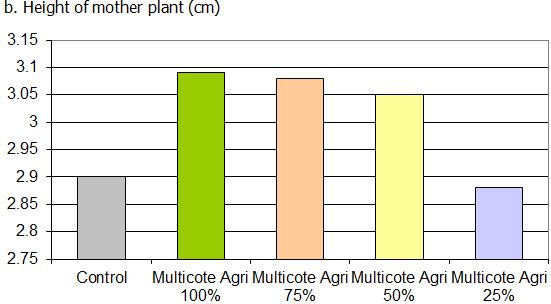 b. Height of mother plant (cm)
3.15
3.1
3.05
3
2.95
2.9
2.85
2.8
2.75
Control
Multicote Agri
100%
Multicote Agri
75%
Multicote Agri
50%
Multicote Agri
25%